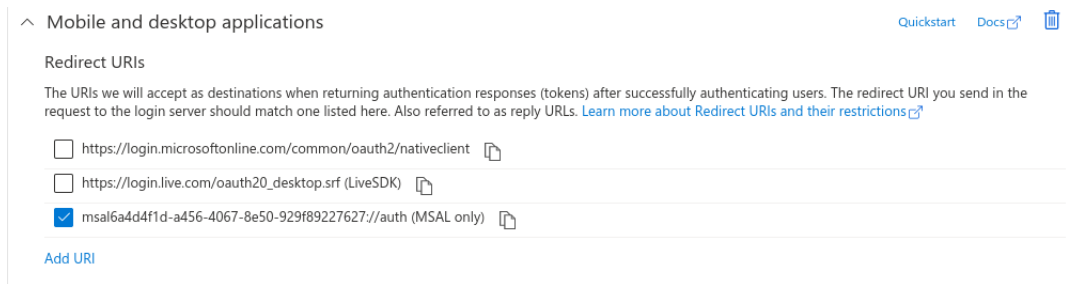 Mobile and desktop applications
Quickstart
Docs
Redirect URIs
The URIs we will accept as destinations when returning authentication responses (tokens) after successfully authenticating users. The redirect URI you send in the
request to the login server should match one listed here. Also referred to as reply URLs. Learn more about Redirect URIs and their restrictions
https://login.microsoftonline.com/common/oauth2/nativeclient
https://login.live.com/oauth20_desktop.srf (LiveSDK)
msal6a4d4f1d-a456-4067-8e50-929f89227627://auth (MSAL only)
Add URI